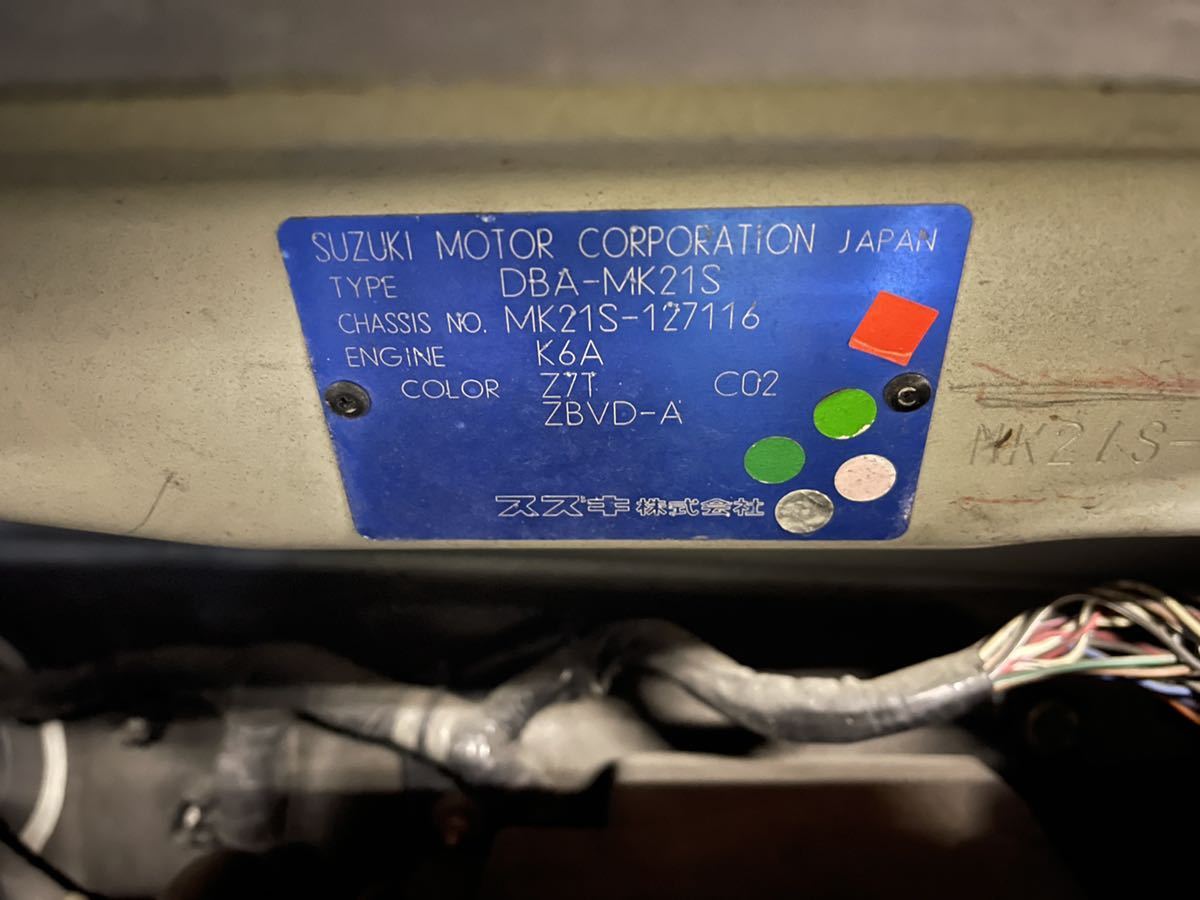 SUZUKI MOTOR CORPORATION JAPAN
TYPE DBA-MK21S
CHASSIS NO. MK21S-127116
ENGINE K6A
COLOR Z7T C02
ZBVD-A
スズキ株式会社
C
MK21S-